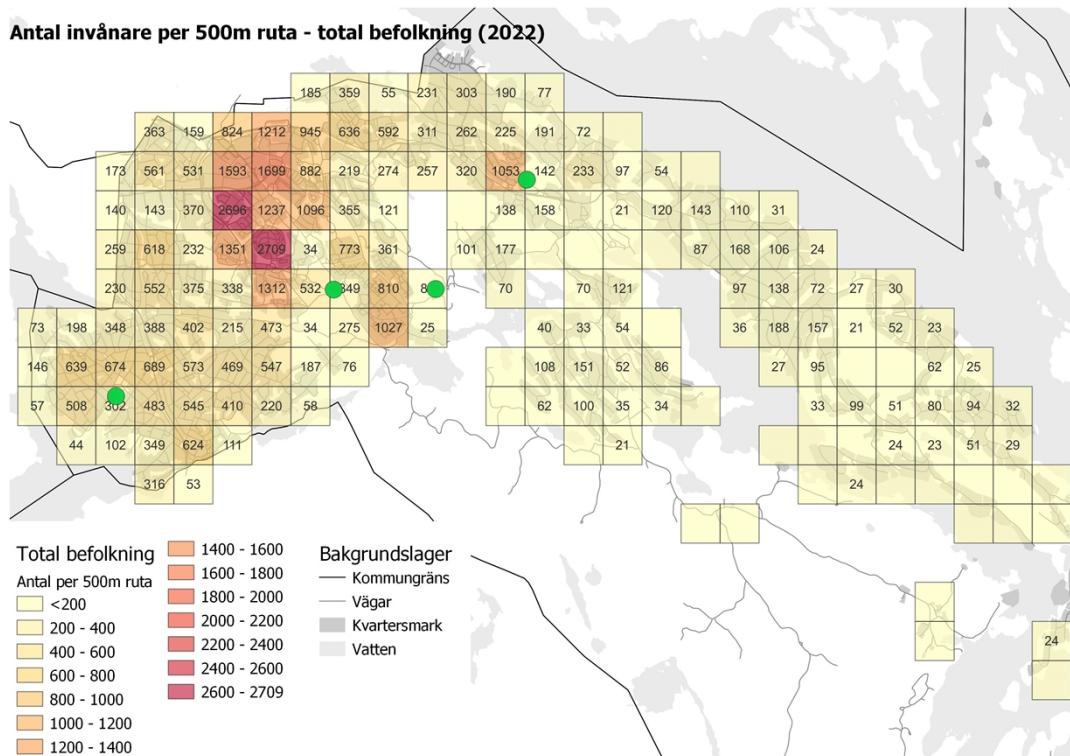 Antal invånare per 500m ruta - total befolkning (2022)
185 359 55 231 303 190 77
363 159 824 1212 945 636 592 311 262 225 191 72
173 561 531 1593 1699 882 219 274 257 320 1053 142 233 97 54
140 143 370 2696 1237 1096 355 121 138 158 21 120 143 110 31
259 618 232 1351 2709 34 773 361 101 177 87 168 106 24
230 552 375 338 1312 532 349 810 70 70 121 97 138 72 27 30
73 198 348 388 402 215 473 34 275 1027 25 40 33 54 36 188 157 21 52 23
146 639 674 689 573 469 547 187 76 108 151 52 86 27 95 62 25
57 508 302 483 545 410 220 58 62 100 35 34 33 99 51 80 94 32
44 102 349 624 111 21 24 23 51 29
316 53 24
24
Total befolkning
Antal per 500m ruta
<200
200 - 400
400 - 600
600 - 800
800 - 1000
1000 - 1200
1200 - 1400
1400 - 1600
1600 - 1800
1800 - 2000
2000 - 2200
2200 - 2400
2400 - 2600
2600 - 2709
Bakgrundslager
Kommungräns
Vägar
Kvartersmark
Vatten